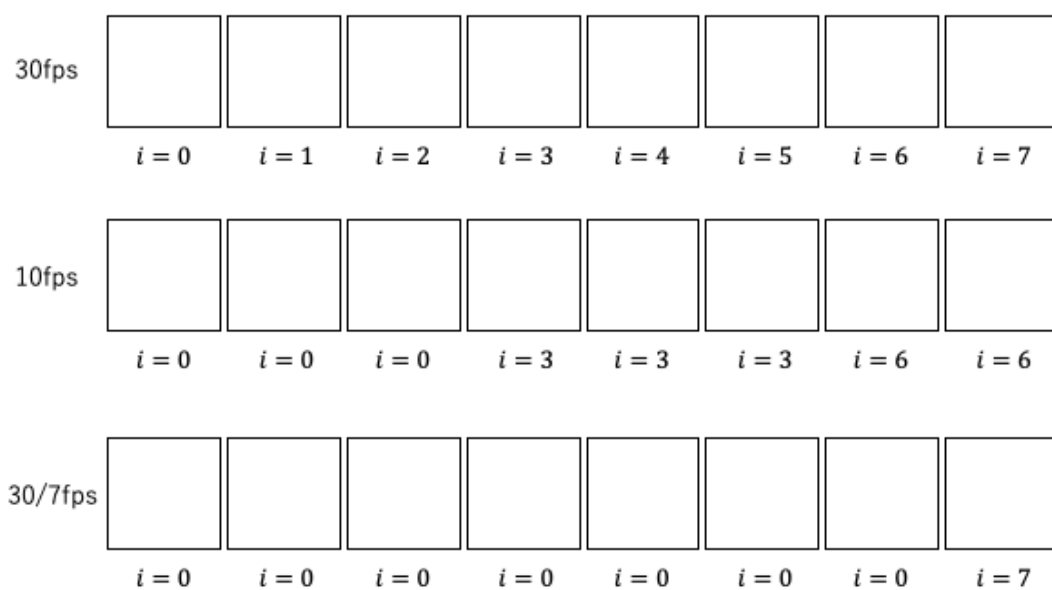 30fps
i = 0 i = 1 i = 2 i = 3 i = 4 i = 5 i = 6 i = 7
10fps
i = 0 i = 0 i = 0 i = 3 i = 3 i = 3 i = 6 i = 6
30/7fps
i = 0 i = 0 i = 0 i = 0 i = 0 i = 0 i = 0 i = 7